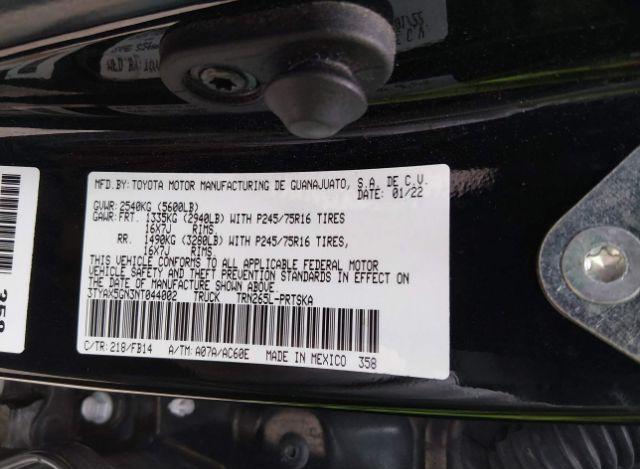 MFD.BY:TOYOTA MOTOR MANUFACTURING DE GUANAJUATO, S.A. DE C.V.
DATE: 01/22
GVWR:2540KG (5600LB)
GAWR:FRT. 1335KG (2940LB) WITH P245/75R16 TIRES
16X7J RIMS,
RR. 1490KG (3280LB) WITH P245/75R16 TIRES,
16X7J RIMS
THIS VEHICLE CONFORMS TO ALL APPLICABLE FEDERAL MOTOR
VEHICLE SAFETY AND THEFT PREVENTION STANDARDS IN EFFECT ON
THE DATE OF MANUFACTURE SHOWN ABOVE.
3TYAX5GN3NT044002 TRUCK TRN265L-PRTSKA
C/TR:218/FB14 A/TM:A07A/AC60E MADE IN MEXICO 358
358